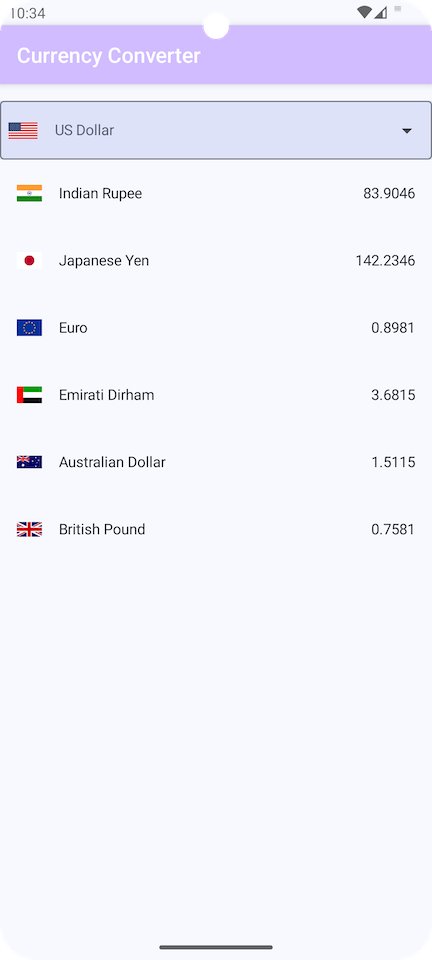 10:34
Currency Converter
US Dollar
Indian Rupee 83.9046
Japanese Yen 142.2346
Euro 0.8981
Emirati Dirham 3.6815
Australian Dollar 1.5115
British Pound 0.7581